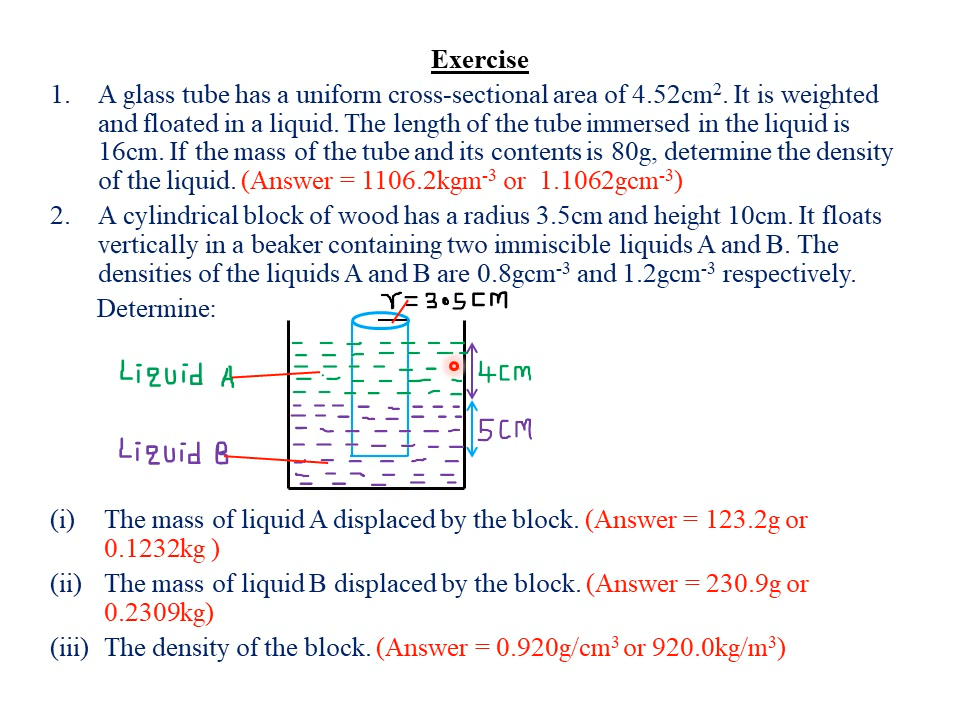 Exercise
1. A glass tube has a uniform cross-sectional area of 4.52cm². It is weighted
and floated in a liquid. The length of the tube immersed in the liquid is
16cm. If the mass of the tube and its contents is 80g, determine the density
of the liquid. (Answer = 1106.2kgm⁻³ or 1.1062gcm⁻³)
2. A cylindrical block of wood has a radius 3.5cm and height 10cm. It floats
vertically in a beaker containing two immiscible liquids A and B. The
densities of the liquids A and B are 0.8gcm⁻³ and 1.2gcm⁻³ respectively.
Determine:
r=3.5CM
Liquid A
4CM
5CM
Liquid B
(i) The mass of liquid A displaced by the block. (Answer = 123.2g or
0.1232kg )
(ii) The mass of liquid B displaced by the block. (Answer = 230.9g or
0.2309kg)
(iii) The density of the block. (Answer = 0.920g/cm³ or 920.0kg/m³)